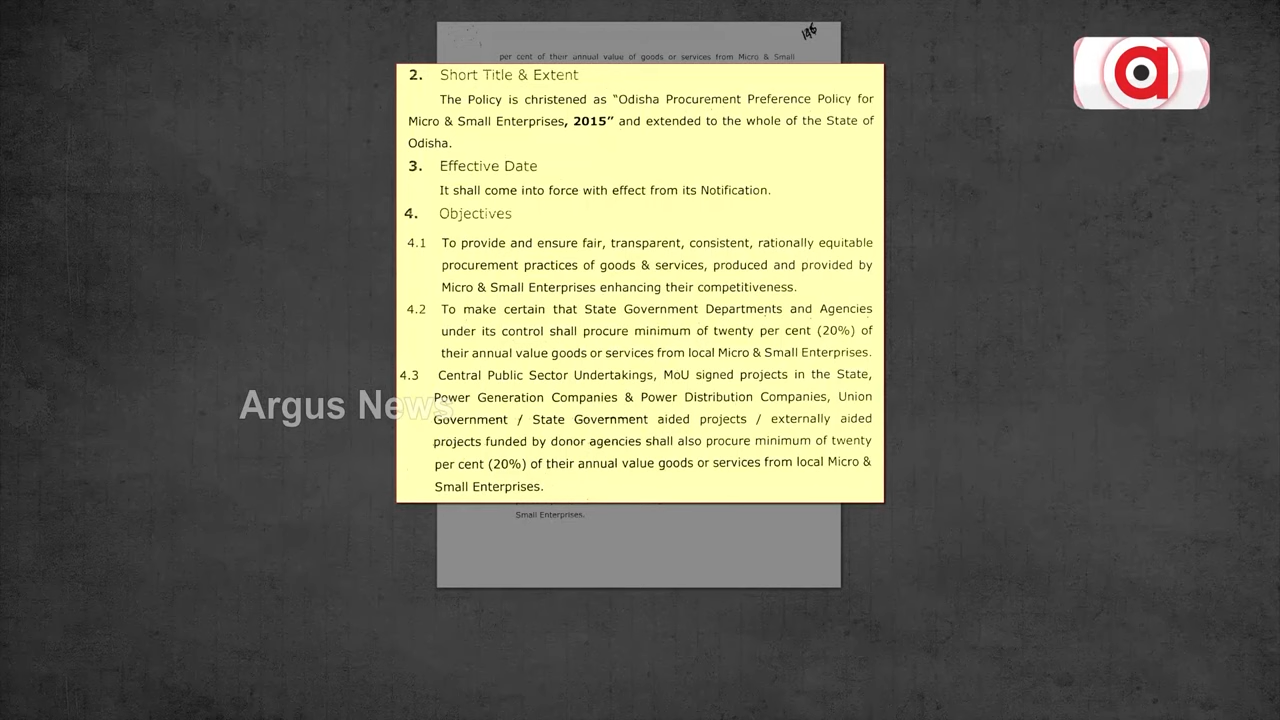 146
per cent of their annual value of goods or services from Micro & Small
2. Short Title & Extent
The Policy is christened as “Odisha Procurement Preference Policy for
Micro & Small Enterprises, 2015” and extended to the whole of the State of
Odisha.
3. Effective Date
It shall come into force with effect from its Notification.
4. Objectives
4.1 To provide and ensure fair, transparent, consistent, rationally equitable
procurement practices of goods & services, produced and provided by
Micro & Small Enterprises enhancing their competitiveness.
4.2 To make certain that State Government Departments and Agencies
under its control shall procure minimum of twenty per cent (20%) of
their annual value goods or services from local Micro & Small Enterprises.
4.3 Central Public Sector Undertakings, MoU signed projects in the State,
Power Generation Companies & Power Distribution Companies, Union
Government / State Government aided projects / externally aided
projects funded by donor agencies shall also procure minimum of twenty
per cent (20%) of their annual value goods or services from local Micro &
Small Enterprises.
Small Enterprises.
Argus News
a